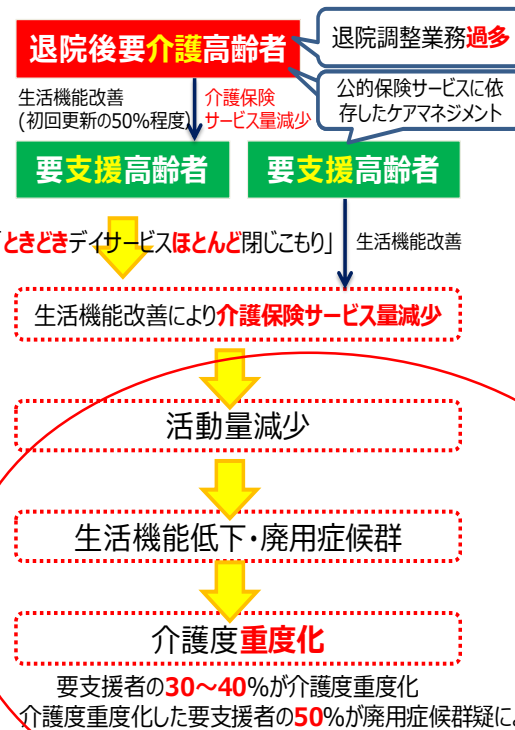 退院後要介護高齢者
退院調整業務過多
公的保険サービスに依
存したケアマネジメント
生活機能改善
(初回更新の50%程度)
介護保険
サービス量減少
要支援高齢者
要支援高齢者
「ときどきデイサービスほとんど閉じこもり」
生活機能改善
生活機能改善により介護保険サービス量減少
活動量減少
生活機能低下・廃用症候群
介護度重度化
要支援者の30～40%が介護度重度化
介護度重度化した要支援者の50%が廃用症候群疑に